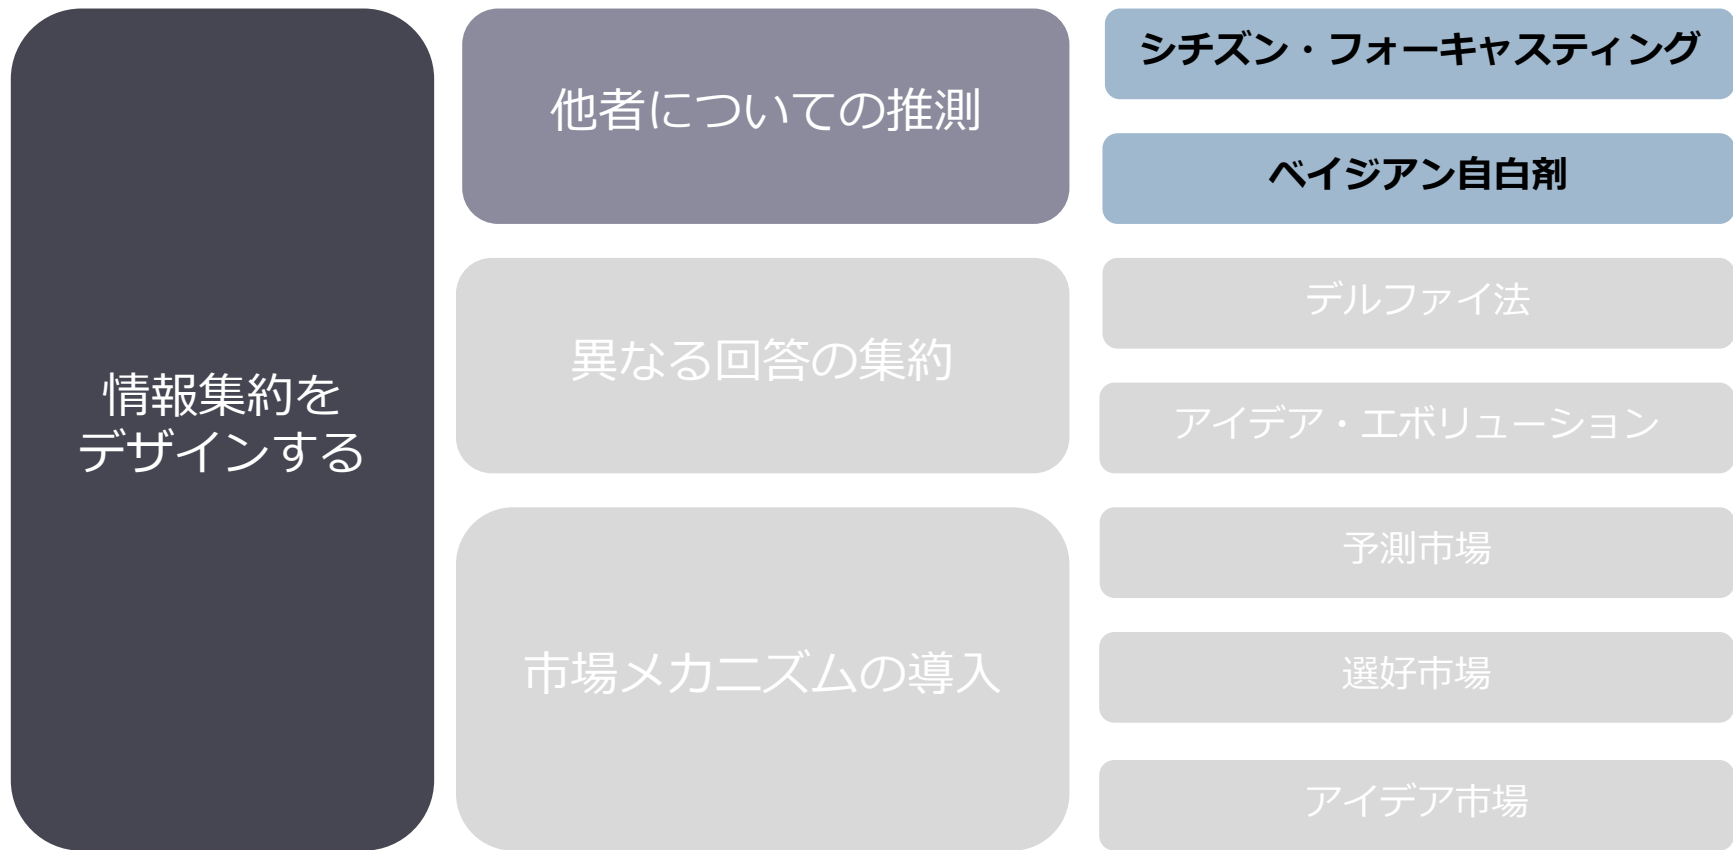 情報集約を
デザインする
他者についての推測
シチズン・フォーキャスティング
ベイジアン自白剤
異なる回答の集約
デルファイ法
アイデア・エボリューション
市場メカニズムの導入
予測市場
選好市場
アイデア市場